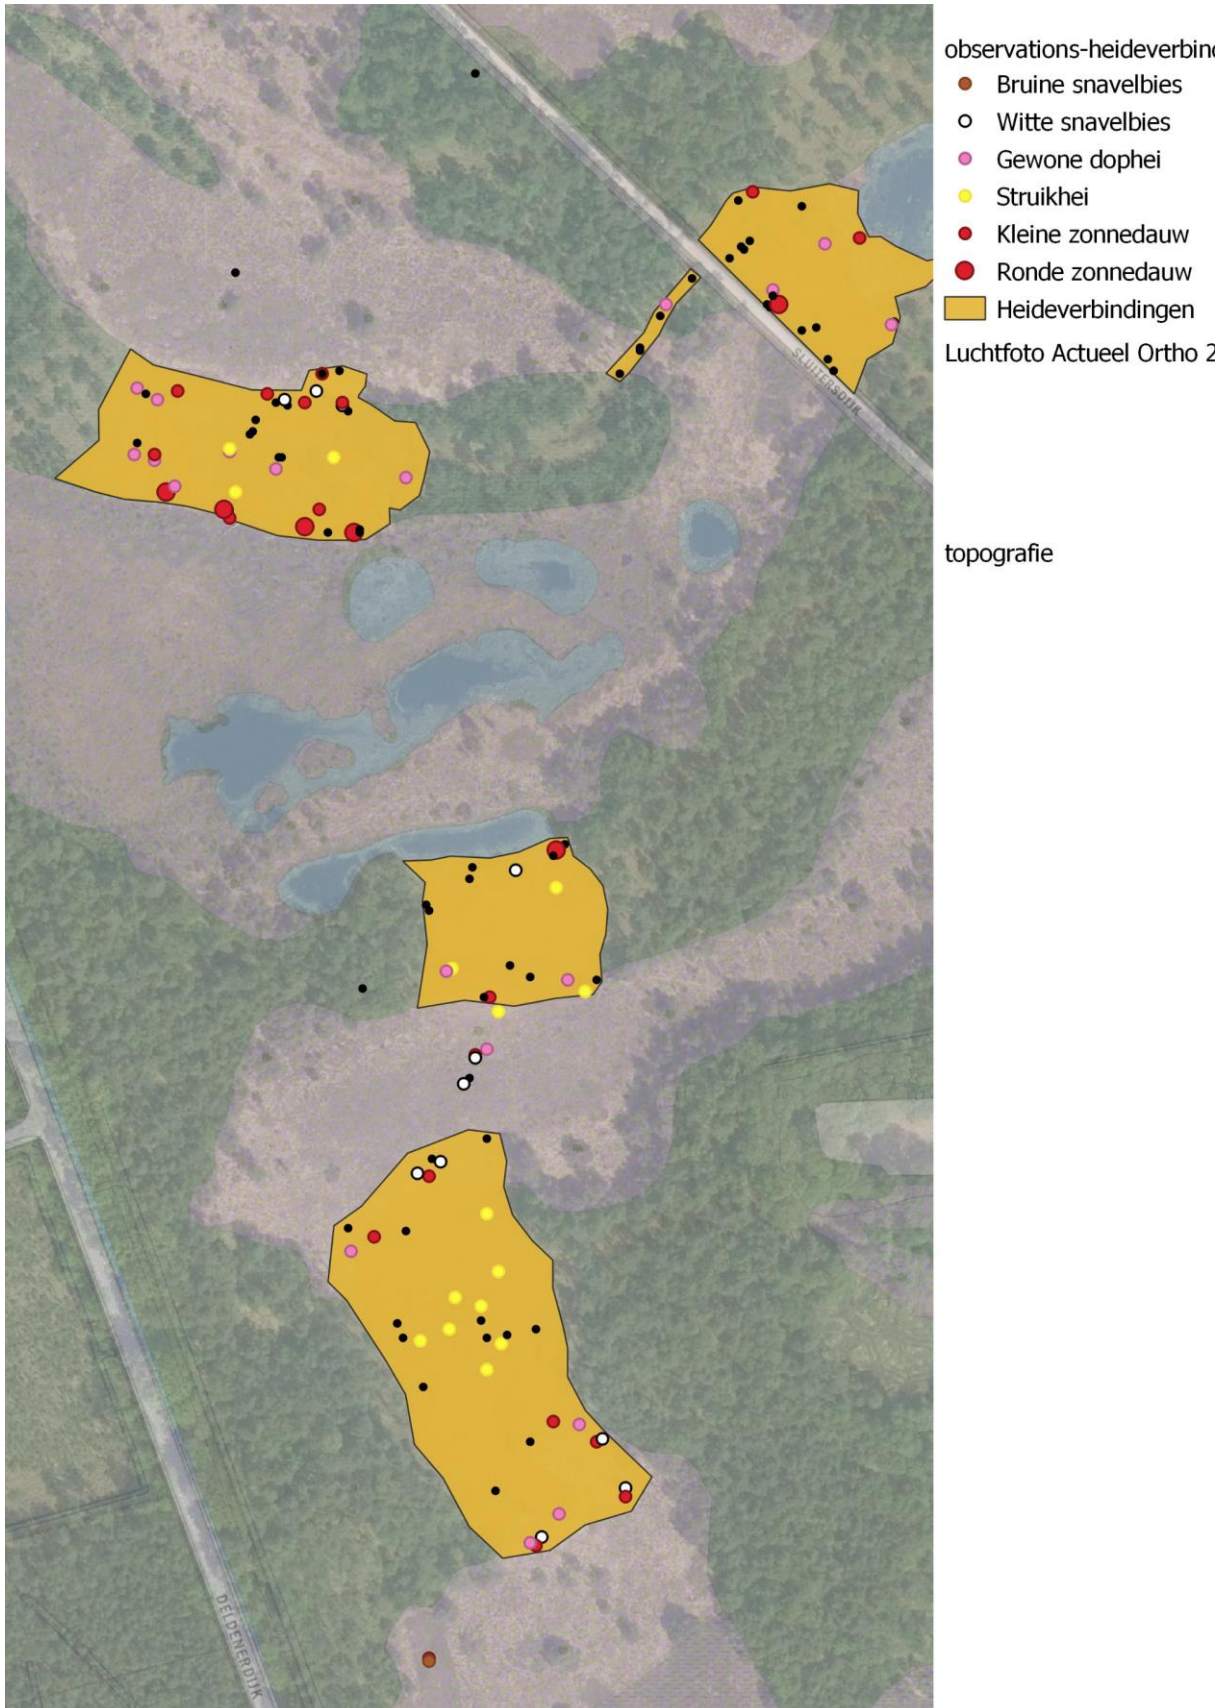 observations-heideverbind
Bruine snavelbies
Witte snavelbies
Gewone dophei
Struikhei
Kleine zonnedauw
Ronde zonnedauw
Heideverbindingen
Luchtfoto Actueel Ortho 2
topografie
SLUITERSDIJK
DELDENERDIJK